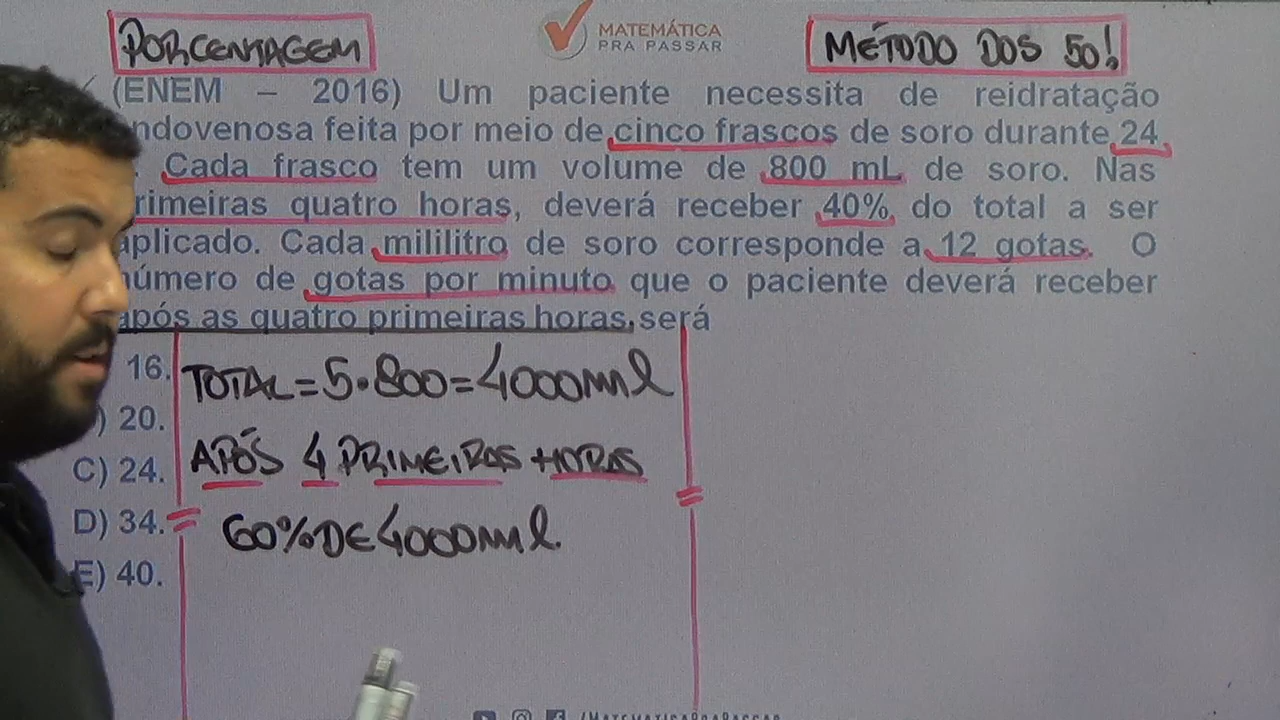 PORCENTAGEM
MATEMÁTICA
PRA PASSAR
MÉTODO DOS 50!
(ENEM – 2016) Um paciente necessita de reidratação
ndovenosa feita por meio de cinco frascos de soro durante 24
. Cada frasco tem um volume de 800 mL de soro. Nas
rimeiras quatro horas, deverá receber 40% do total a ser
aplicado. Cada mililitro de soro corresponde a 12 gotas. O
número de gotas por minuto que o paciente deverá receber
após as quatro primeiras horas será
16.
) 20.
C) 24.
D) 34.
E) 40.
TOTAL = 5·800 = 4000ml
APÓS 4 PRIMEIRAS HORAS
60% DE 4000ml.
/MATEMATICAPRAPASSAR